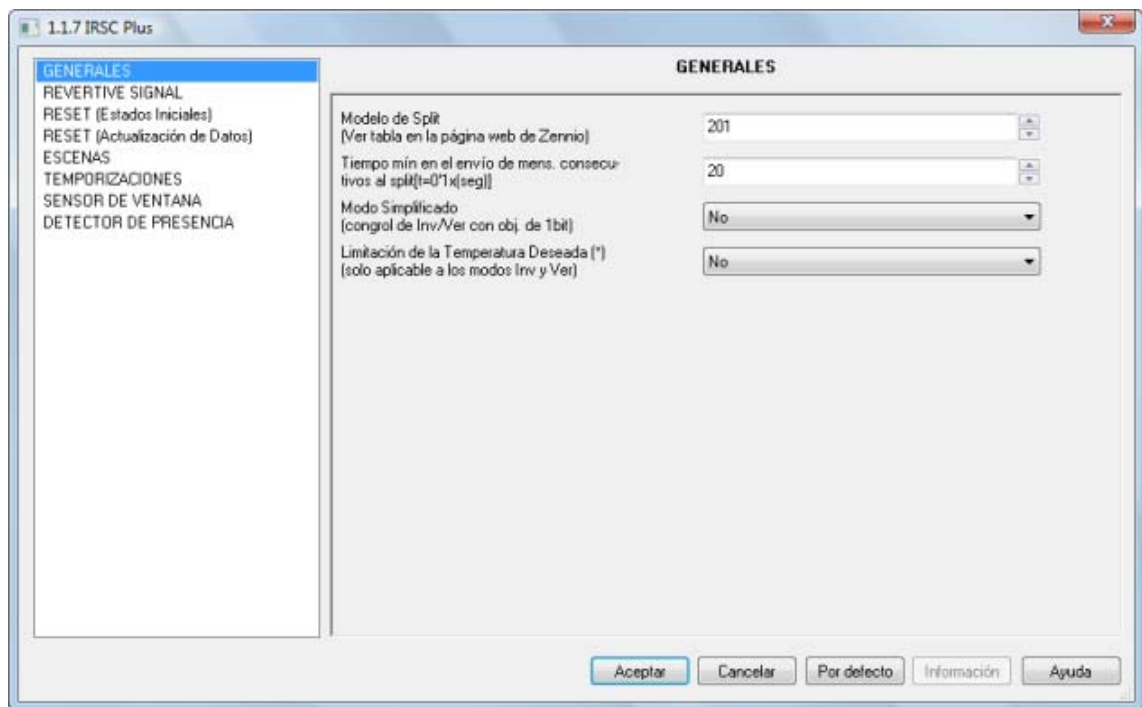 1.1.7 IRSC Plus
GENERALES
REVERTIVE SIGNAL
RESET (Estados Iniciales)
RESET (Actualización de Datos)
ESCENAS
TEMPORIZACIONES
SENSOR DE VENTANA
DETECTOR DE PRESENCIA
GENERALES
Modelo de Split
(Ver tabla en la página web de Zennio)
201
Tiempo mín en el envío de mens. consecu-
tivos al split[t=0'1x(seg)]
20
Modo Simplificado
(congrol de Inv/Ver con obj. de 1bit)
No
Limitación de la Temperatura Deseada (*)
(solo aplicable a los modos Inv y Ver)
No
Aceptar
Cancelar
Por defecto
Información
Ayuda